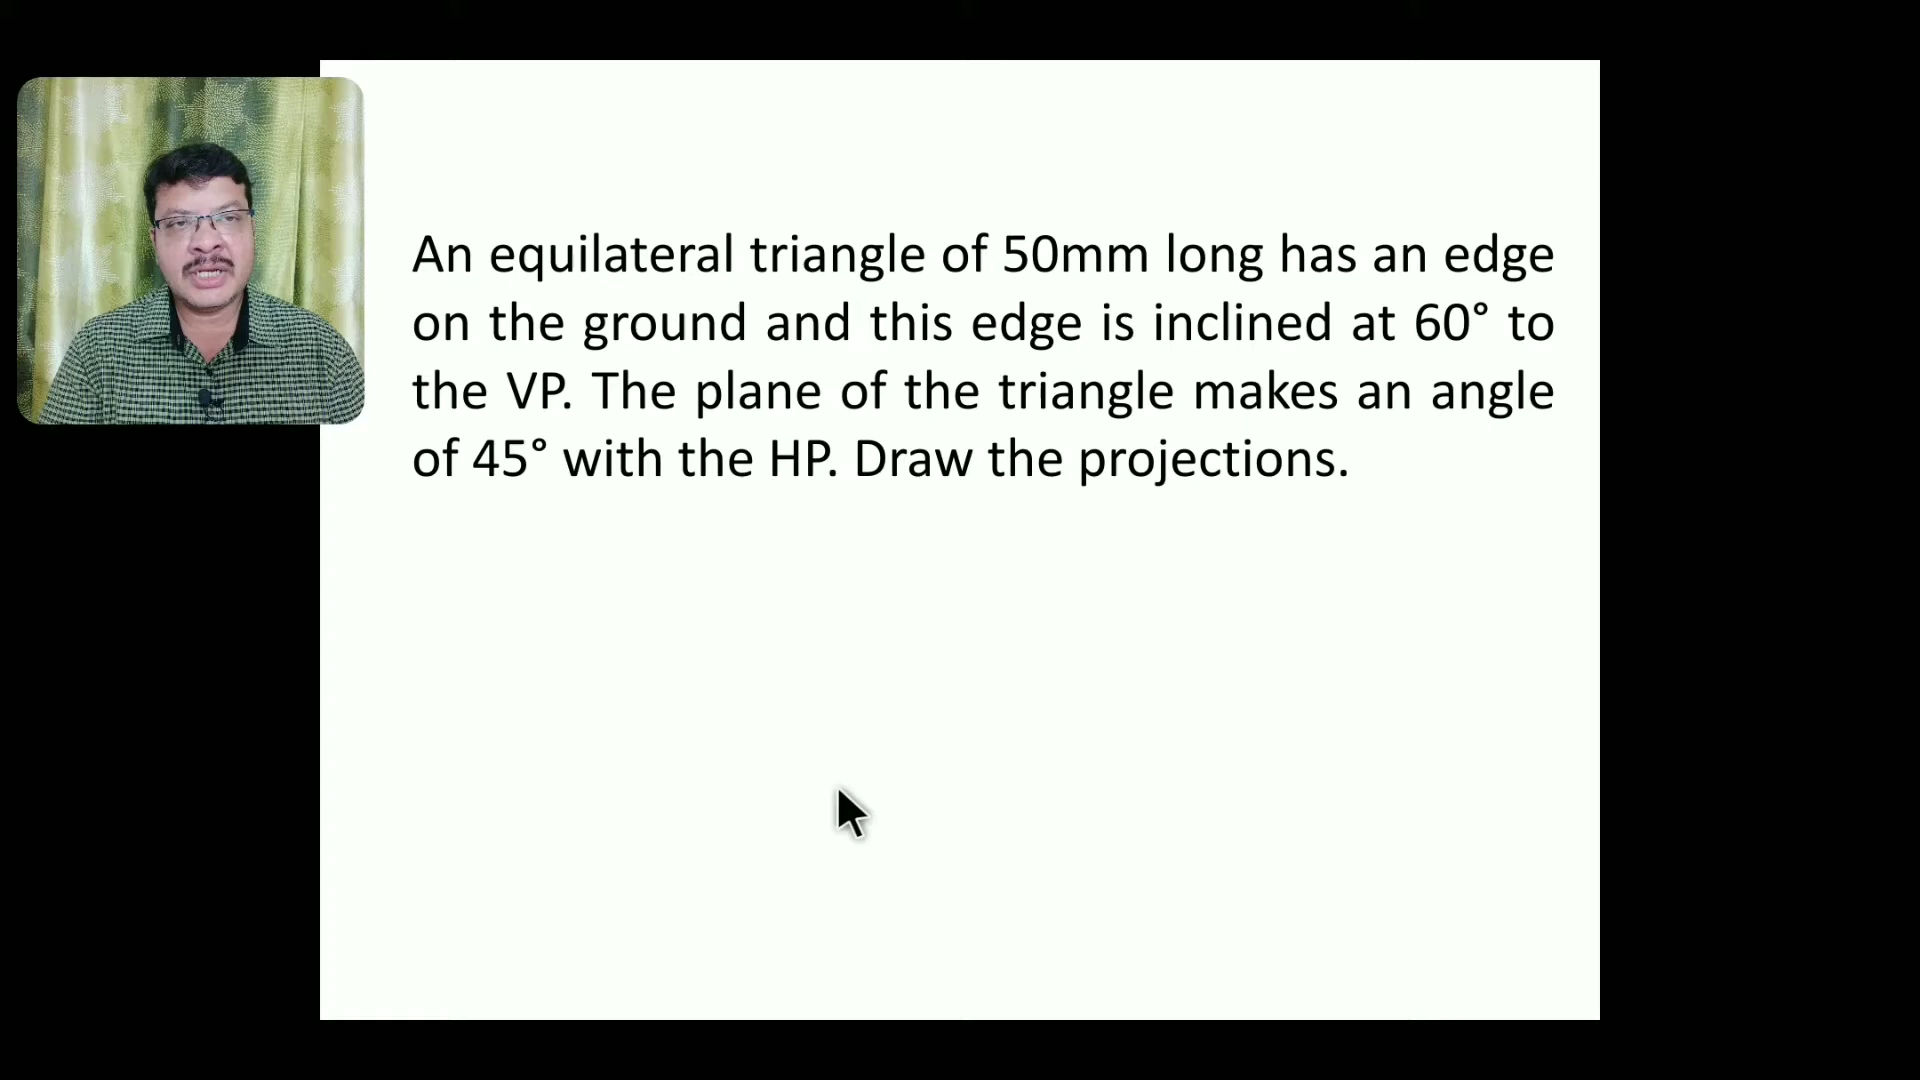 An equilateral triangle of 50mm long has an edge
on the ground and this edge is inclined at 60° to
the VP. The plane of the triangle makes an angle
of 45° with the HP. Draw the projections.